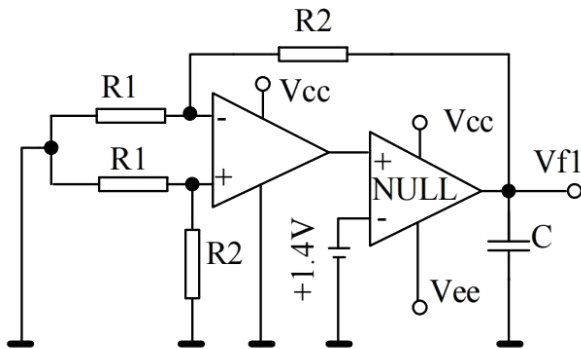 R2
R1
Vcc
-
R1
+
Vcc
+
NULL
-
Vf1
R2
+1.4V
C
Vee